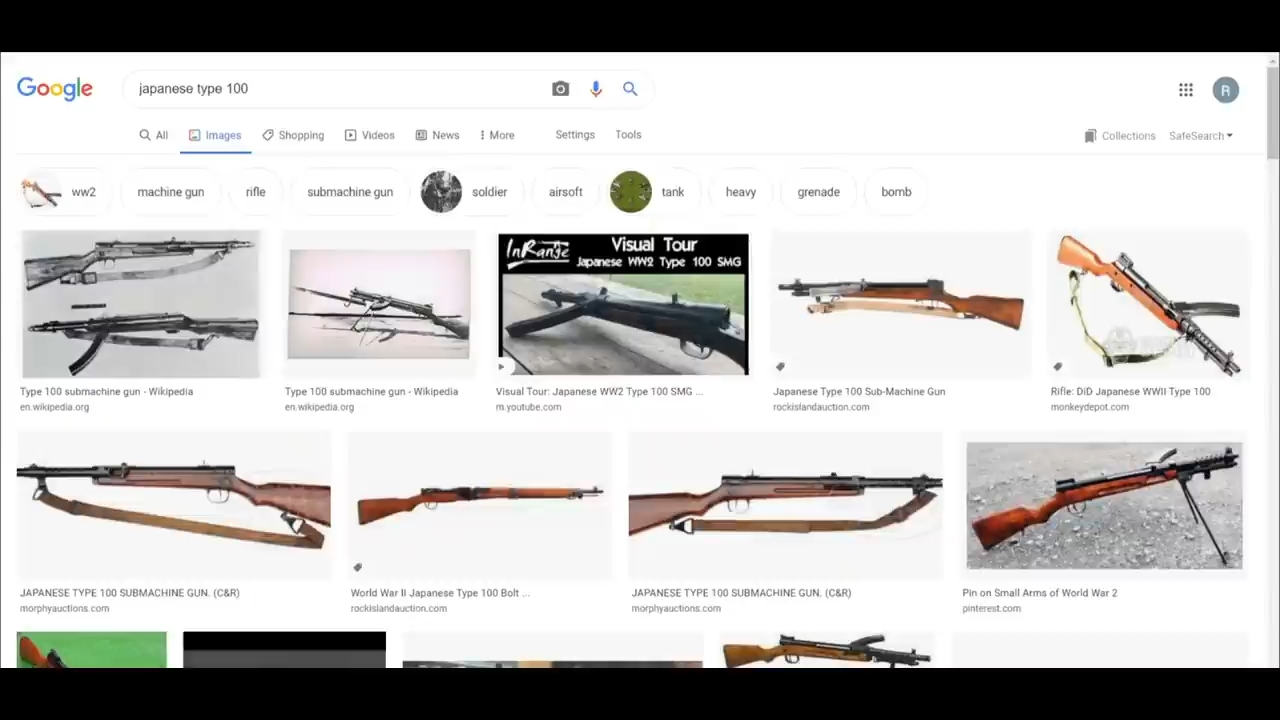 Google
japanese type 100
R
All
Images
Shopping
Videos
News
More
Settings
Tools
Collections
SafeSearch
ww2
machine gun
rifle
submachine gun
soldier
airsoft
tank
heavy
grenade
bomb
InRange
Visual Tour
Japanese WW2 Type 100 SMG
Type 100 submachine gun - Wikipedia
en.wikipedia.org
Type 100 submachine gun - Wikipedia
en.wikipedia.org
Visual Tour: Japanese WW2 Type 100 SMG ...
m.youtube.com
Japanese Type 100 Sub-Machine Gun
rockislandauction.com
Rifle: DiD Japanese WWII Type 100
monkeydepot.com
JAPANESE TYPE 100 SUBMACHINE GUN. (C&R)
morphyauctions.com
World War II Japanese Type 100 Bolt ...
rockislandauction.com
JAPANESE TYPE 100 SUBMACHINE GUN. (C&R)
morphyauctions.com
Pin on Small Arms of World War 2
pinterest.com